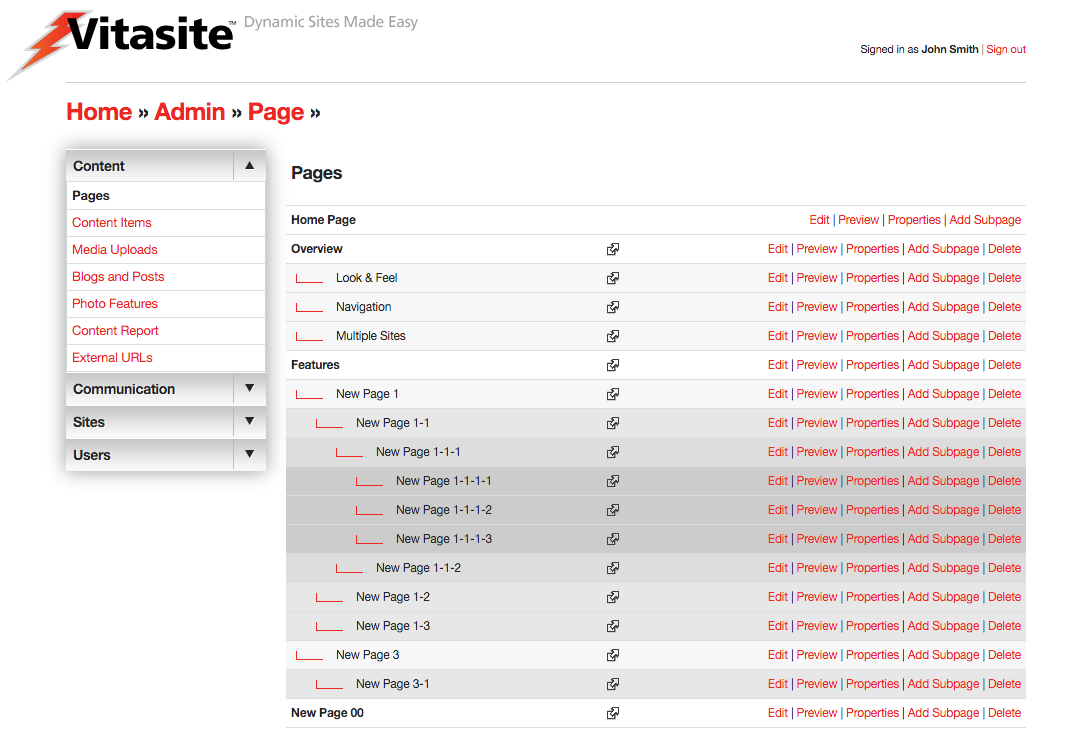 Vitasite™ Dynamic Sites Made Easy
Signed in as John Smith | Sign out
Home » Admin » Page »
Content ▲
Pages
Content Items
Media Uploads
Blogs and Posts
Photo Features
Content Report
External URLs
Communication ▼
Sites ▼
Users ▼
Pages
Home Page Edit | Preview | Properties | Add Subpage
Overview Edit | Preview | Properties | Add Subpage | Delete
Look & Feel Edit | Preview | Properties | Add Subpage | Delete
Navigation Edit | Preview | Properties | Add Subpage | Delete
Multiple Sites Edit | Preview | Properties | Add Subpage | Delete
Features Edit | Preview | Properties | Add Subpage | Delete
New Page 1 Edit | Preview | Properties | Add Subpage | Delete
New Page 1-1 Edit | Preview | Properties | Add Subpage | Delete
New Page 1-1-1 Edit | Preview | Properties | Add Subpage | Delete
New Page 1-1-1-1 Edit | Preview | Properties | Add Subpage | Delete
New Page 1-1-1-2 Edit | Preview | Properties | Add Subpage | Delete
New Page 1-1-1-3 Edit | Preview | Properties | Add Subpage | Delete
New Page 1-1-2 Edit | Preview | Properties | Add Subpage | Delete
New Page 1-2 Edit | Preview | Properties | Add Subpage | Delete
New Page 1-3 Edit | Preview | Properties | Add Subpage | Delete
New Page 3 Edit | Preview | Properties | Add Subpage | Delete
New Page 3-1 Edit | Preview | Properties | Add Subpage | Delete
New Page 00 Edit | Preview | Properties | Add Subpage | Delete